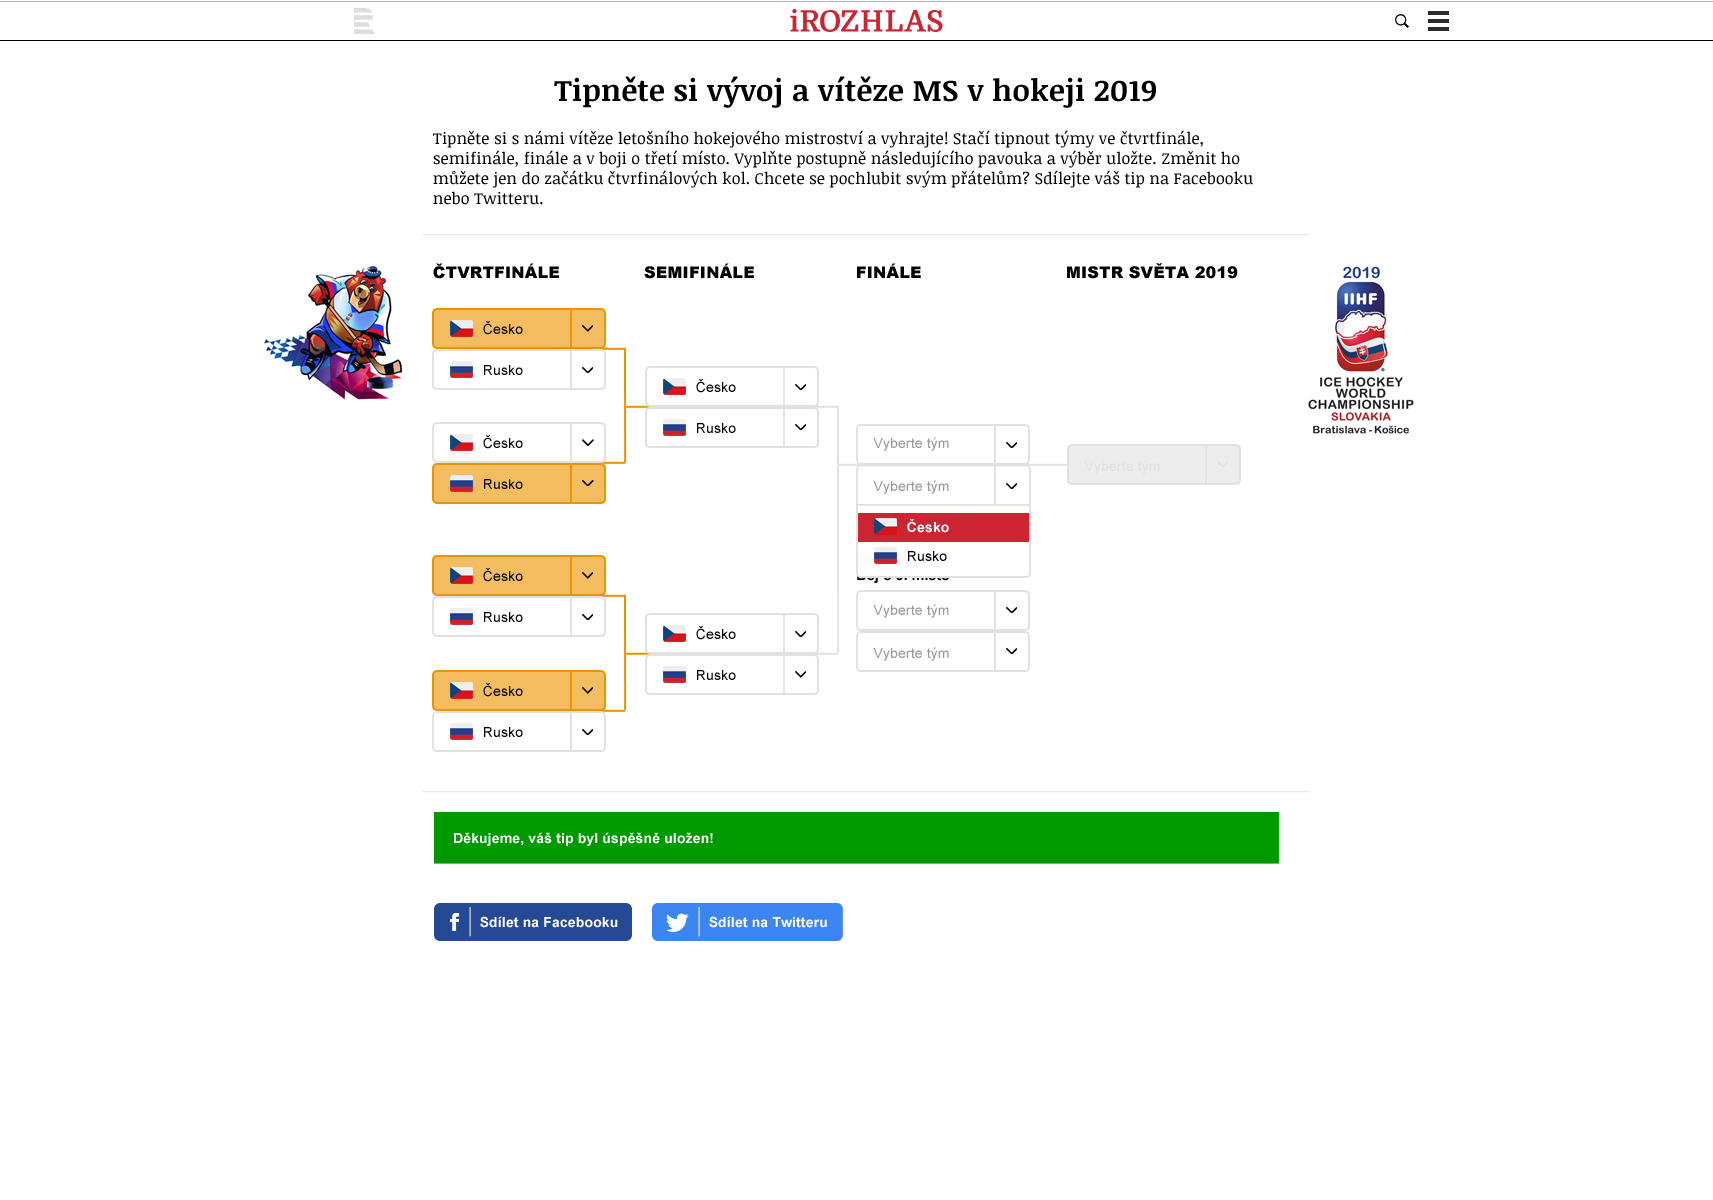 iROZHLAS
Tipněte si vývoj a vítěze MS v hokeji 2019
Tipněte si s námi vítěze letošního hokejového mistroství a vyhrajte! Stačí tipnout týmy ve čtvrtfinále,
semifinále, finále a v boji o třetí místo. Vyplňte postupně následujícího pavouka a výběr uložte. Změnit ho
můžete jen do začátku čtvrfinálových kol. Chcete se pochlubit svým přátelům? Sdílejte váš tip na Facebooku
nebo Twitteru.
ČTVRTFINÁLE
Česko
Rusko
Česko
Rusko
Česko
Rusko
Česko
Rusko
SEMIFINÁLE
Česko
Rusko
Česko
Rusko
FINÁLE
Vyberte tým
Vyberte tým
Česko
Rusko
Vyberte tým
Vyberte tým
MISTR SVĚTA 2019
Vyberte tým
2019
IIHF
ICE HOCKEY
WORLD
CHAMPIONSHIP
SLOVAKIA
Bratislava - Košice
Děkujeme, váš tip byl úspěšně uložen!
Sdílet na Facebooku
Sdílet na Twitteru